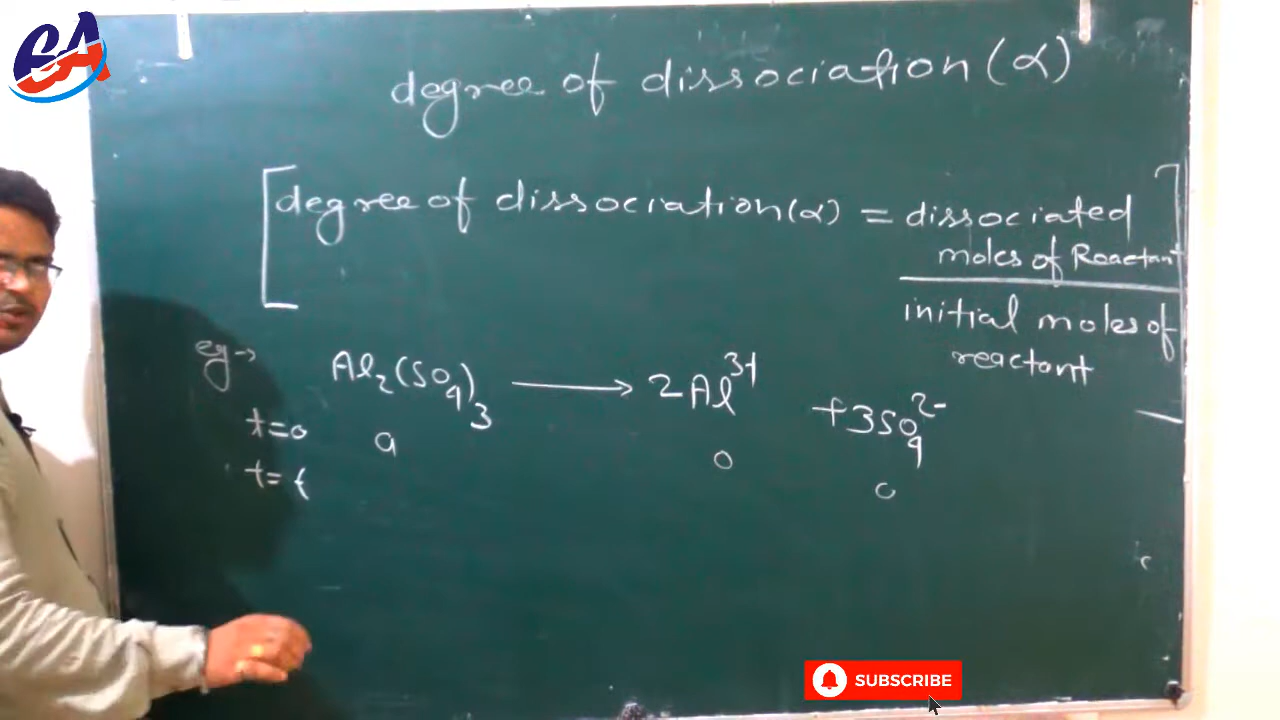 GA
degree of dissociation (α)
degree of dissociation (α) = dissociated
moles of Reactant
initial moles of
reactant
eg→ Al₂(SO₄)₃ ⟶ 2Al³⁺ + 3SO₄²⁻
t=0 a 0 0
t=t
SUBSCRIBE